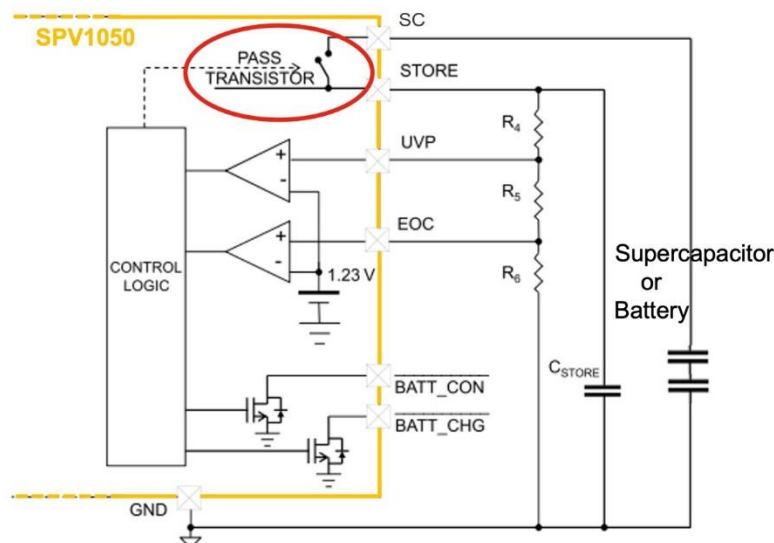 SPV1050
SC
PASS
TRANSISTOR
STORE
R4
UVP
R5
EOC
1.23 V
R6
Supercapacitor
or
Battery
CONTROL
LOGIC
CSTORE
BATT_CON
BATT_CHG
GND